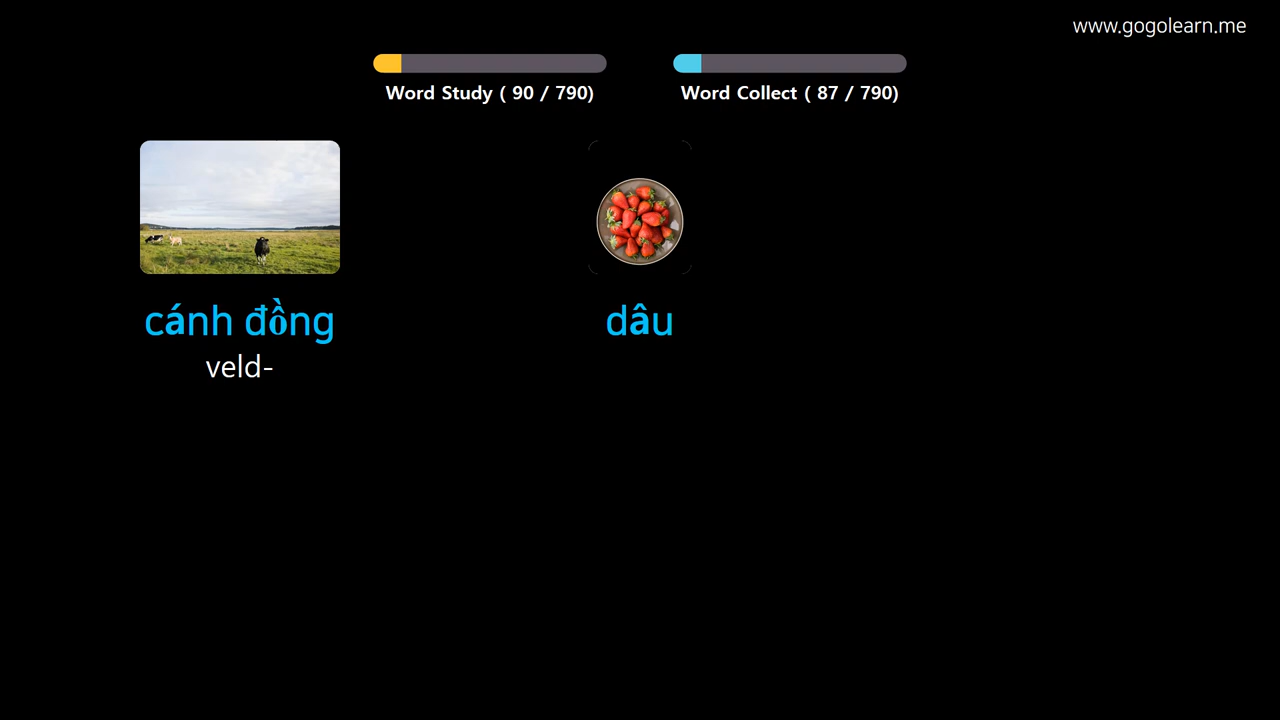 www.gogolearn.me
Word Study ( 90 / 790)
Word Collect ( 87 / 790)
cánh đồng
veld-
dâu